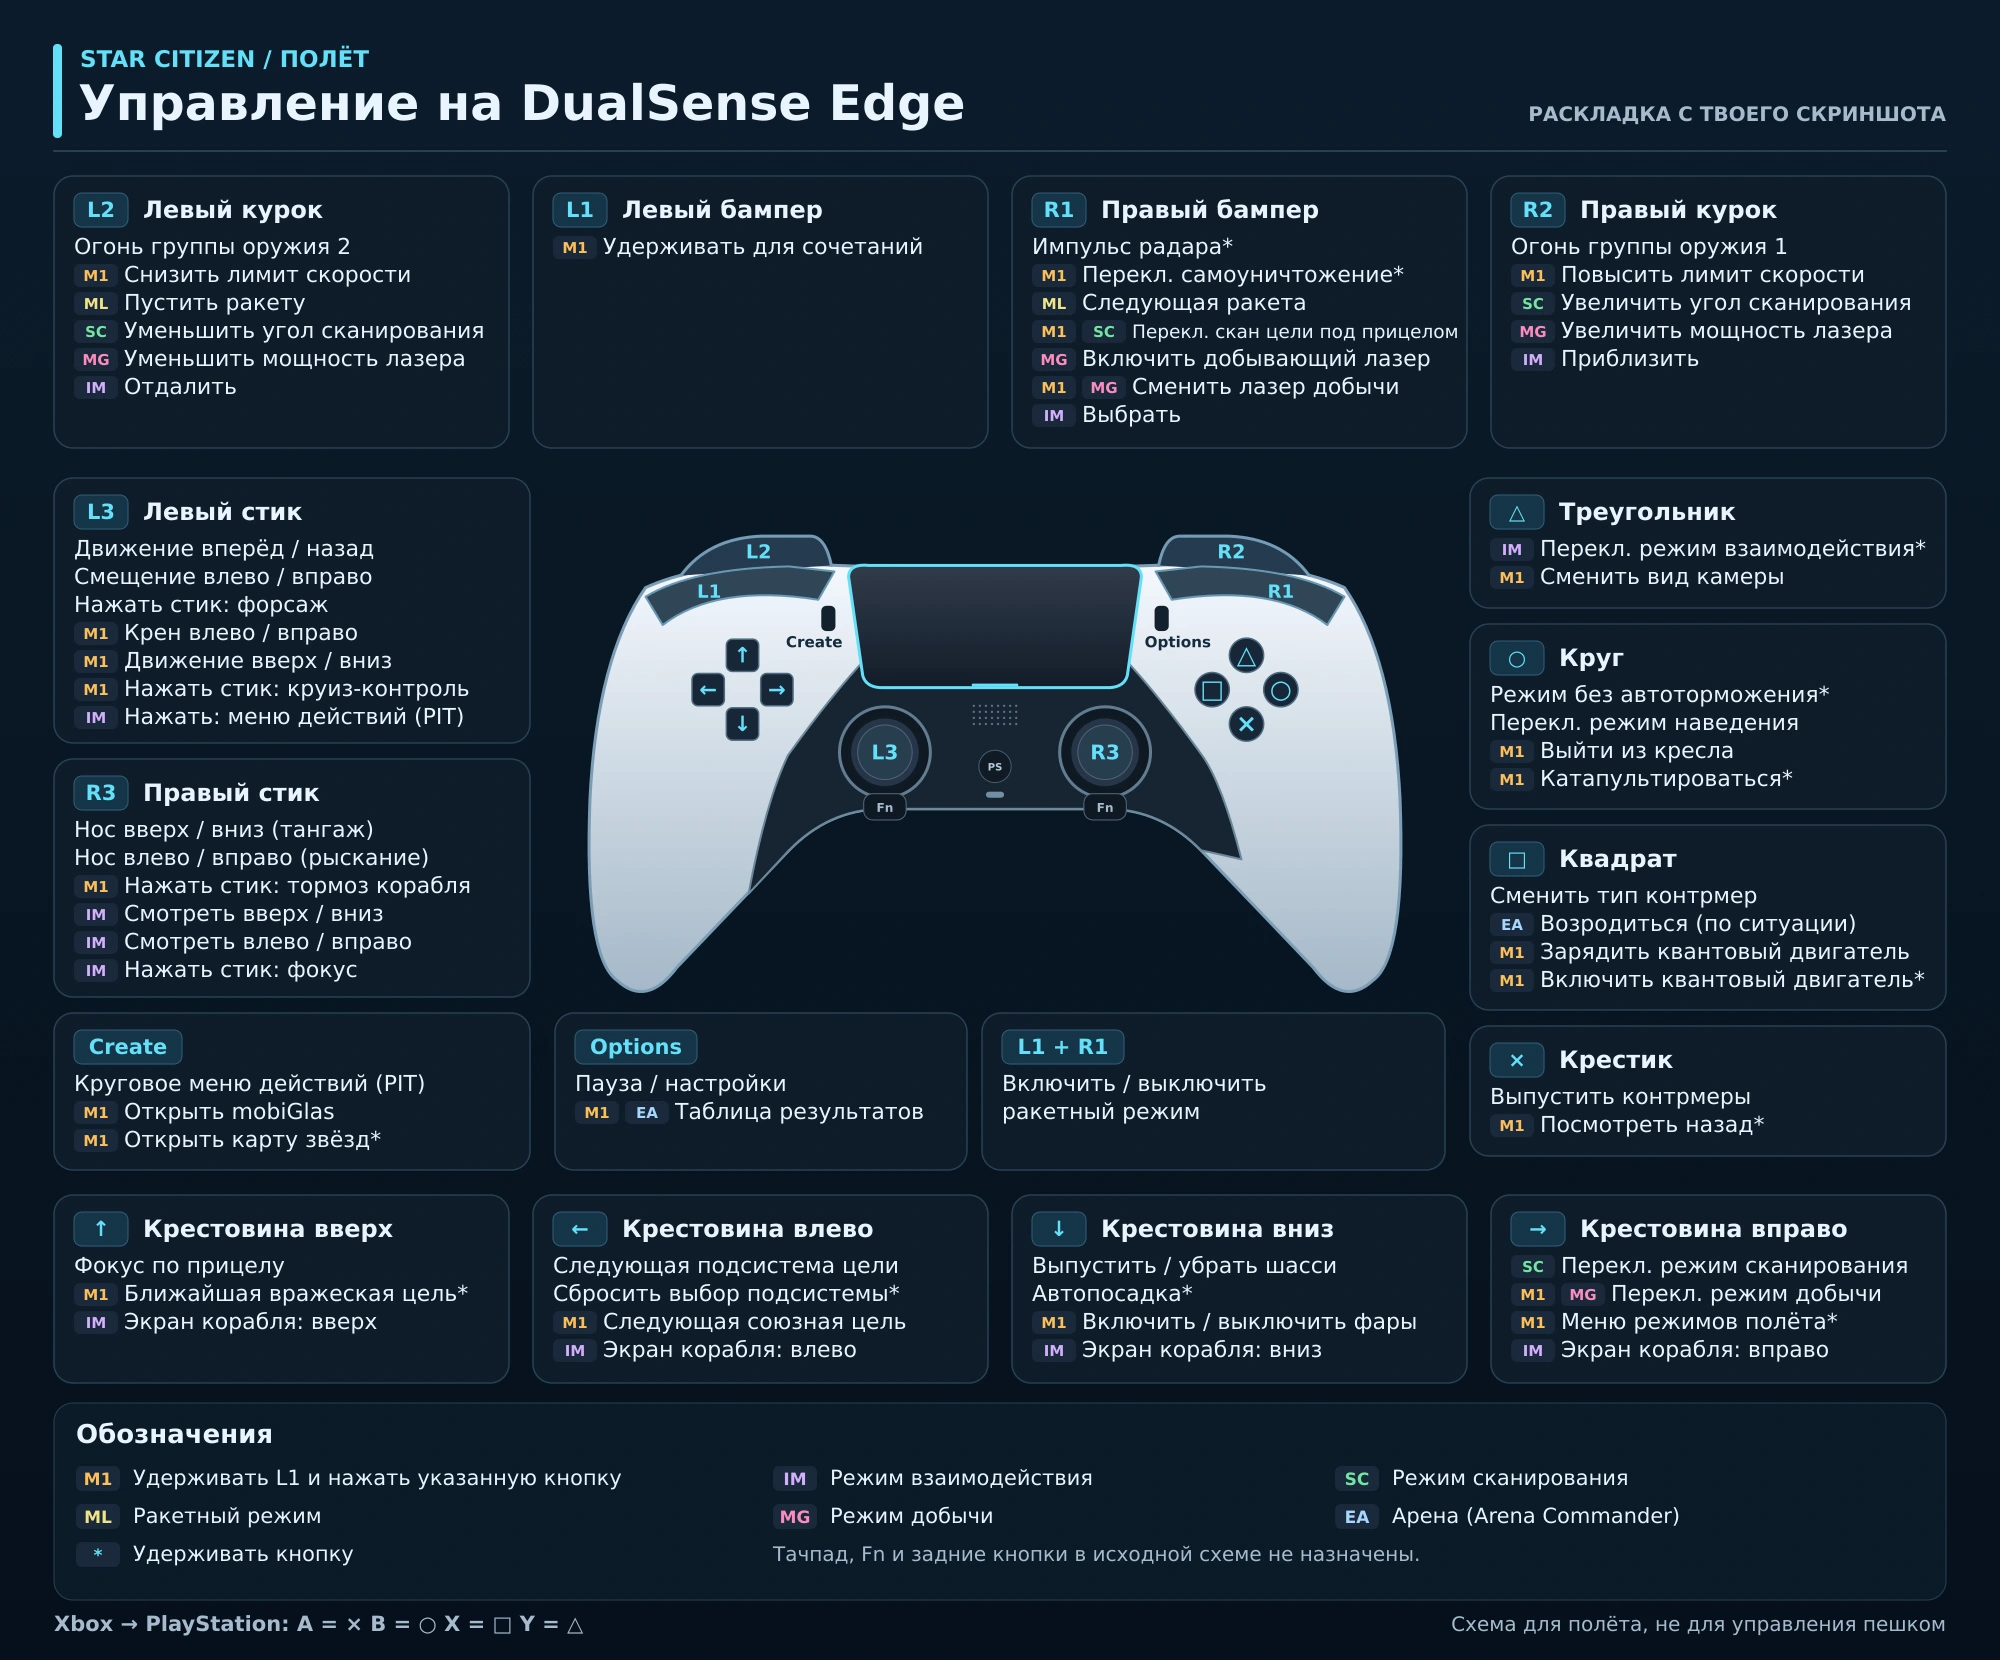 STAR CITIZEN / ПОЛЁТ
Управление на DualSense Edge
РАСКЛАДКА С ТВОЕГО СКРИНШОТА
L2 Левый курок
Огонь группы оружия 2
M1 Снизить лимит скорости
ML Пустить ракету
SC Уменьшить угол сканирования
MG Уменьшить мощность лазера
IM Отдалить
L1 Левый бампер
M1 Удерживать для сочетаний
R1 Правый бампер
Импульс радара*
M1 Перекл. самоуничтожение*
ML Следующая ракета
M1 SC Перекл. скан цели под прицелом
MG Включить добывающий лазер
M1 MG Сменить лазер добычи
IM Выбрать
R2 Правый курок
Огонь группы оружия 1
M1 Повысить лимит скорости
SC Увеличить угол сканирования
MG Увеличить мощность лазера
IM Приблизить
L3 Левый стик
Движение вперёд / назад
Смещение влево / вправо
Нажать стик: форсаж
M1 Крен влево / вправо
M1 Движение вверх / вниз
M1 Нажать стик: круиз-контроль
IM Нажать: меню действий (PIT)
R3 Правый стик
Нос вверх / вниз (тангаж)
Нос влево / вправо (рыскание)
M1 Нажать стик: тормоз корабля
IM Смотреть вверх / вниз
IM Смотреть влево / вправо
IM Нажать стик: фокус
L2
R2
L1
R1
Create
Options
↑
← →
↓
△
□ ○
×
L3
R3
PS
Fn
Fn
△ Треугольник
IM Перекл. режим взаимодействия*
M1 Сменить вид камеры
○ Круг
Режим без автоторможения*
Перекл. режим наведения
M1 Выйти из кресла
M1 Катапультироваться*
□ Квадрат
Сменить тип контрмер
EA Возродиться (по ситуации)
M1 Зарядить квантовый двигатель
M1 Включить квантовый двигатель*
× Крестик
Выпустить контрмеры
M1 Посмотреть назад*
Create
Круговое меню действий (PIT)
M1 Открыть mobiGlas
M1 Открыть карту звёзд*
Options
Пауза / настройки
M1 EA Таблица результатов
L1 + R1
Включить / выключить
ракетный режим
↑ Крестовина вверх
Фокус по прицелу
M1 Ближайшая вражеская цель*
IM Экран корабля: вверх
← Крестовина влево
Следующая подсистема цели
Сбросить выбор подсистемы*
M1 Следующая союзная цель
IM Экран корабля: влево
↓ Крестовина вниз
Выпустить / убрать шасси
Автопосадка*
M1 Включить / выключить фары
IM Экран корабля: вниз
→ Крестовина вправо
SC Перекл. режим сканирования
M1 MG Перекл. режим добычи
M1 Меню режимов полёта*
IM Экран корабля: вправо
Обозначения
M1 Удерживать L1 и нажать указанную кнопку
IM Режим взаимодействия
SC Режим сканирования
ML Ракетный режим
MG Режим добычи
EA Арена (Arena Commander)
* Удерживать кнопку
Тачпад, Fn и задние кнопки в исходной схеме не назначены.
Xbox → PlayStation: A = × B = ○ X = □ Y = △
Схема для полёта, не для управления пешком